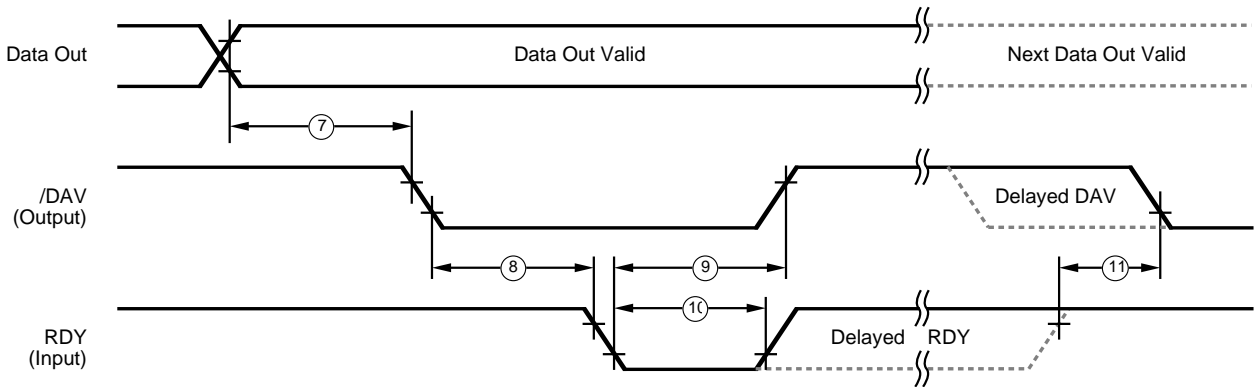 Data Out
Data Out Valid
Next Data Out Valid
7
/DAV
(Output)
Delayed DAV
8
9
11
10
RDY
(Input)
Delayed RDY